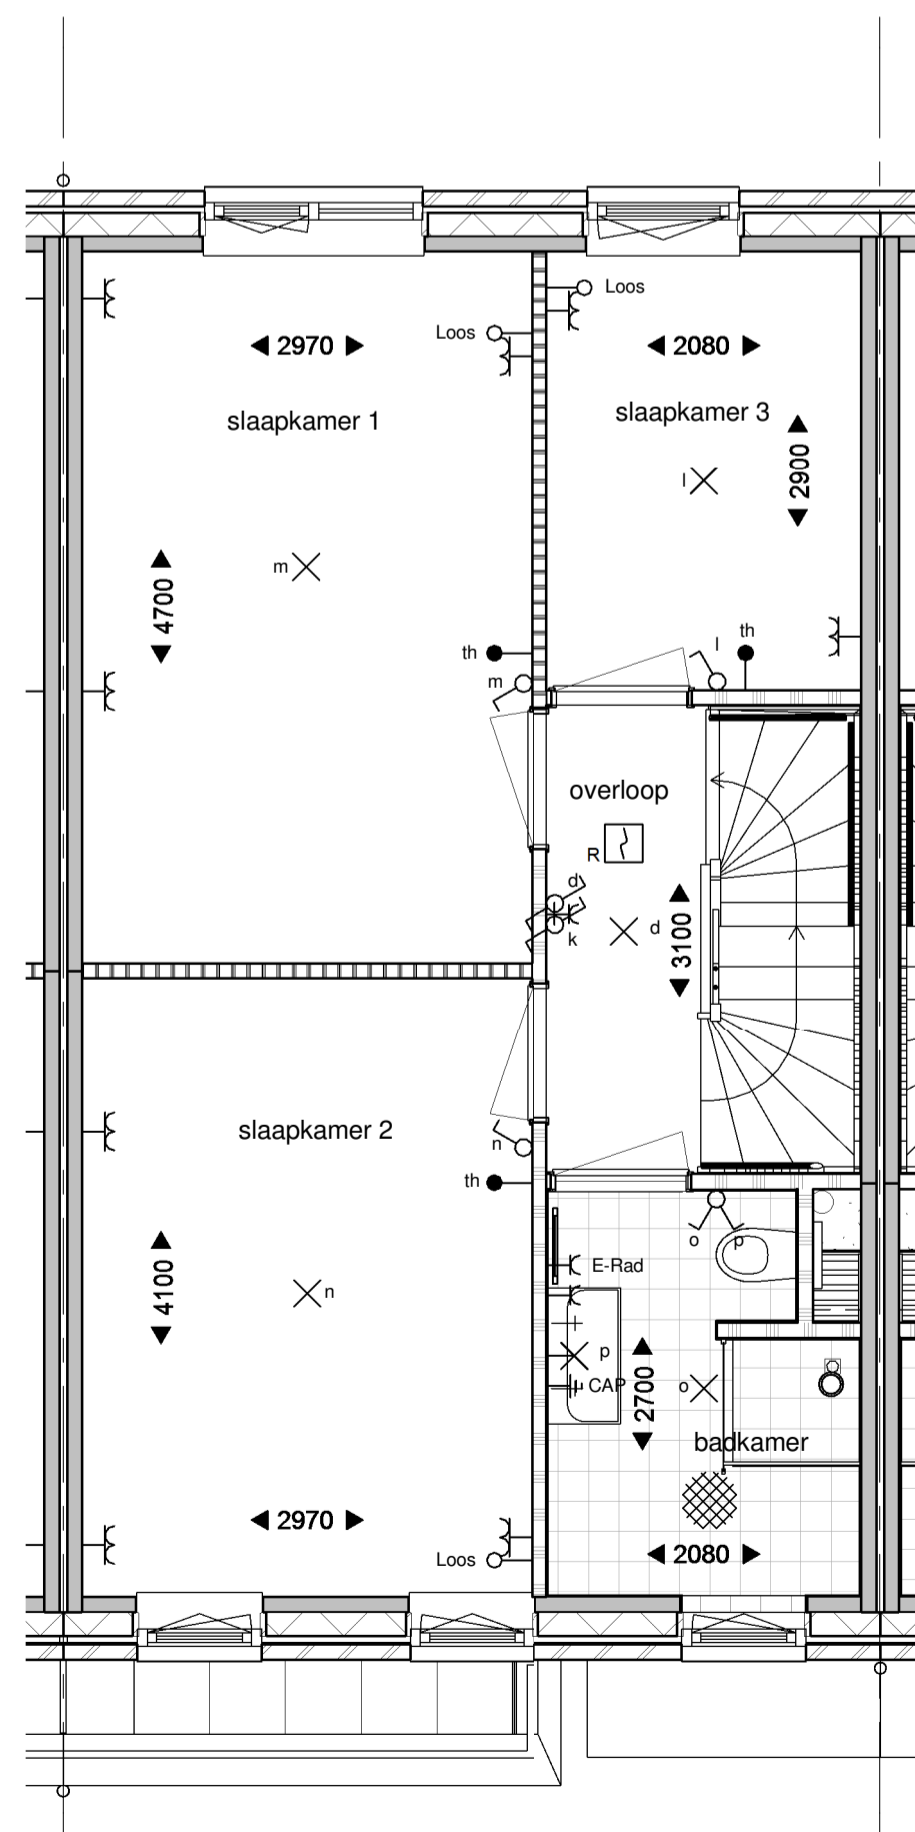 Loos
Loos
2970
2080
slaapkamer 3
slaapkamer 1
2900
l
m
4700
l
th
th
m
overloop
R
d
d
k
3100
slaapkamer 2
n
th
o
p
E-Rad
4100
n
p
CAP
o
2700
badkamer
2970
2080
Loos